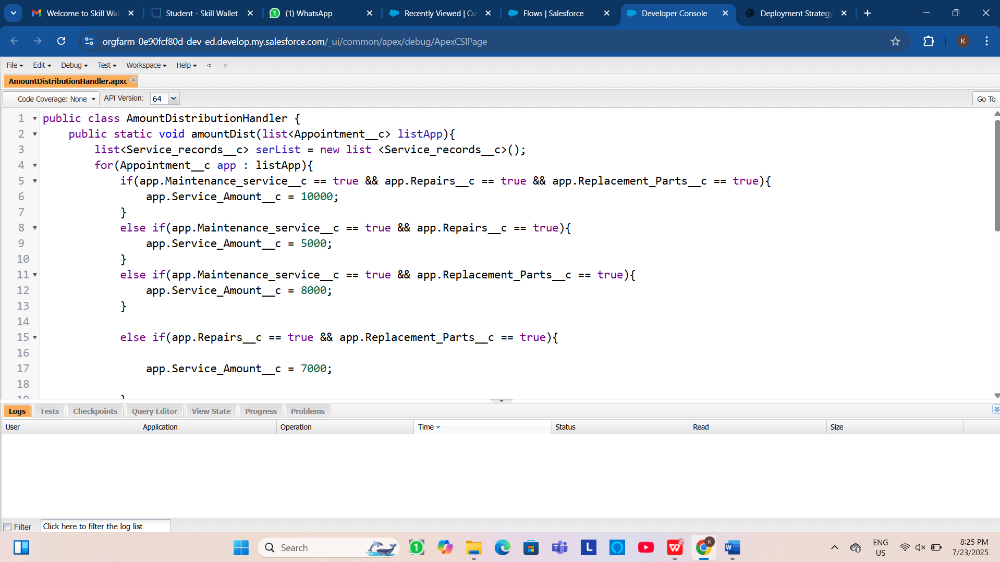 Welcome to Skill Wal
Student - Skill Wallet
(1) WhatsApp
Recently Viewed | Cu
Flows | Salesforce
Developer Console
Deployment Strategy
orgfarm-0e90fcf80d-dev-ed.develop.my.salesforce.com/_ui/common/apex/debug/ApexCSIPage
K
File Edit Debug Test Workspace Help < >
AmountDistributionHandler.apxc
Code Coverage: None API Version: 64 Go To
1 public class AmountDistributionHandler {
2 public static void amountDist(list<Appointment__c> listApp){
3 list<Service_records__c> serList = new list <Service_records__c>();
4 for(Appointment__c app : listApp){
5 if(app.Maintenance_service__c == true && app.Repairs__c == true && app.Replacement_Parts__c == true){
6 app.Service_Amount__c = 10000;
7 }
8 else if(app.Maintenance_service__c == true && app.Repairs__c == true){
9 app.Service_Amount__c = 5000;
10 }
11 else if(app.Maintenance_service__c == true && app.Replacement_Parts__c == true){
12 app.Service_Amount__c = 8000;
13 }
14
15 else if(app.Repairs__c == true && app.Replacement_Parts__c == true){
16
17 app.Service_Amount__c = 7000;
18
19 }
Logs Tests Checkpoints Query Editor View State Progress Problems
User Application Operation Time Status Read Size
Filter Click here to filter the log list
Search
ENG
US
8:25 PM
7/23/2025